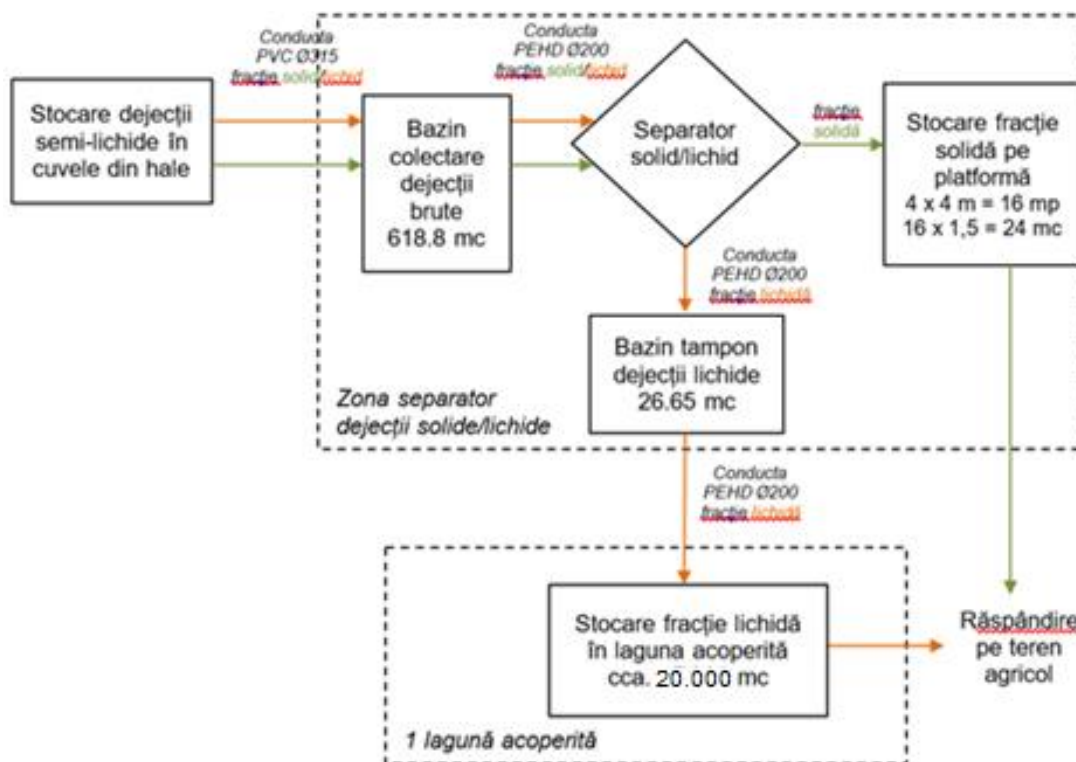 Conducta
PVC Ø315
fracție solid/lichid
Conducta
PEHD Ø200
fracție solid/lichid
Stocare dejecții
semi-lichide în
cuvele din hale
Bazin
colectare
dejecții
brute
618.8 mc
Separator
solid/lichid
fracție
solidă
Stocare fracție
solidă pe
platformă
4 x 4 m = 16 mp
16 x 1,5 = 24 mc
Conducta
PEHD Ø200
fracție lichidă
Bazin tampon
dejecții lichide
26.65 mc
Zona separator
dejecții solide/lichide
Conducta
PEHD Ø200
fracție lichidă
Stocare fracție lichidă
în laguna acoperită
cca. 20.000 mc
Răspândire
pe teren
agricol
1 lagună acoperită